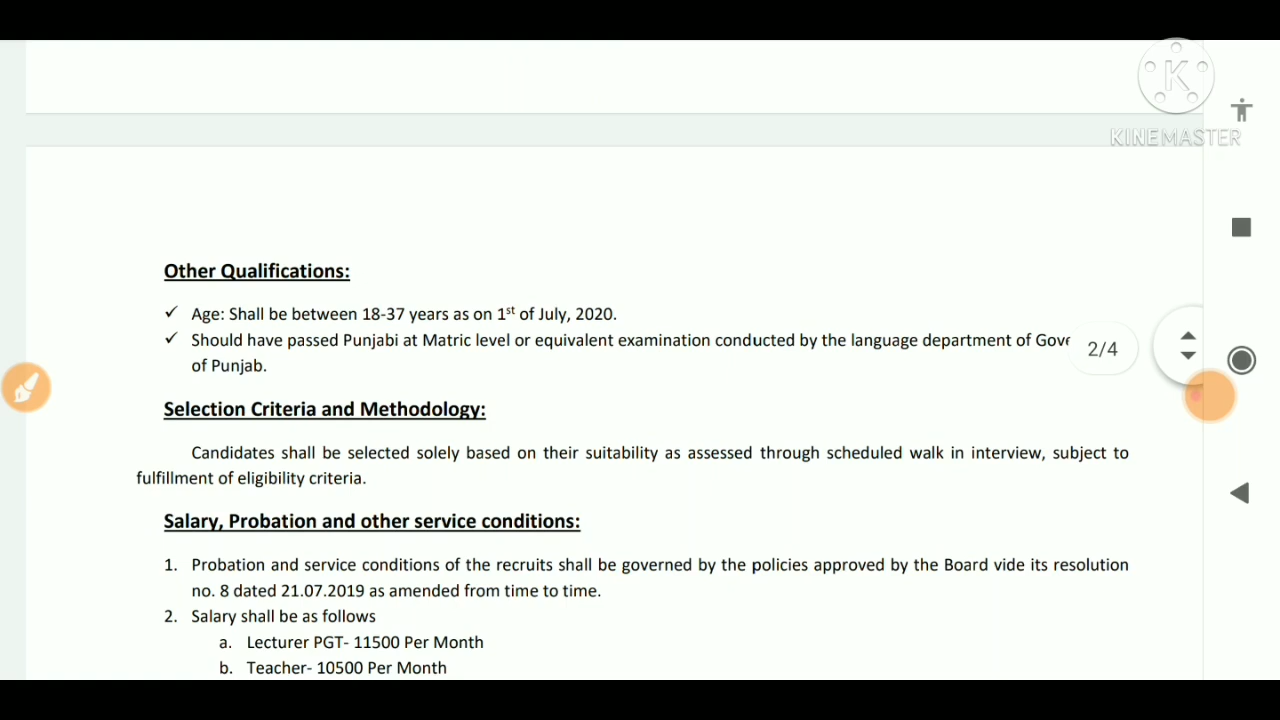 K
KINEMASTER
Other Qualifications:
✓ Age: Shall be between 18-37 years as on 1st of July, 2020.
✓ Should have passed Punjabi at Matric level or equivalent examination conducted by the language department of Gove
2/4
of Punjab.
Selection Criteria and Methodology:
Candidates shall be selected solely based on their suitability as assessed through scheduled walk in interview, subject to
fulfillment of eligibility criteria.
Salary, Probation and other service conditions:
1. Probation and service conditions of the recruits shall be governed by the policies approved by the Board vide its resolution
no. 8 dated 21.07.2019 as amended from time to time.
2. Salary shall be as follows
a. Lecturer PGT- 11500 Per Month
b. Teacher- 10500 Per Month